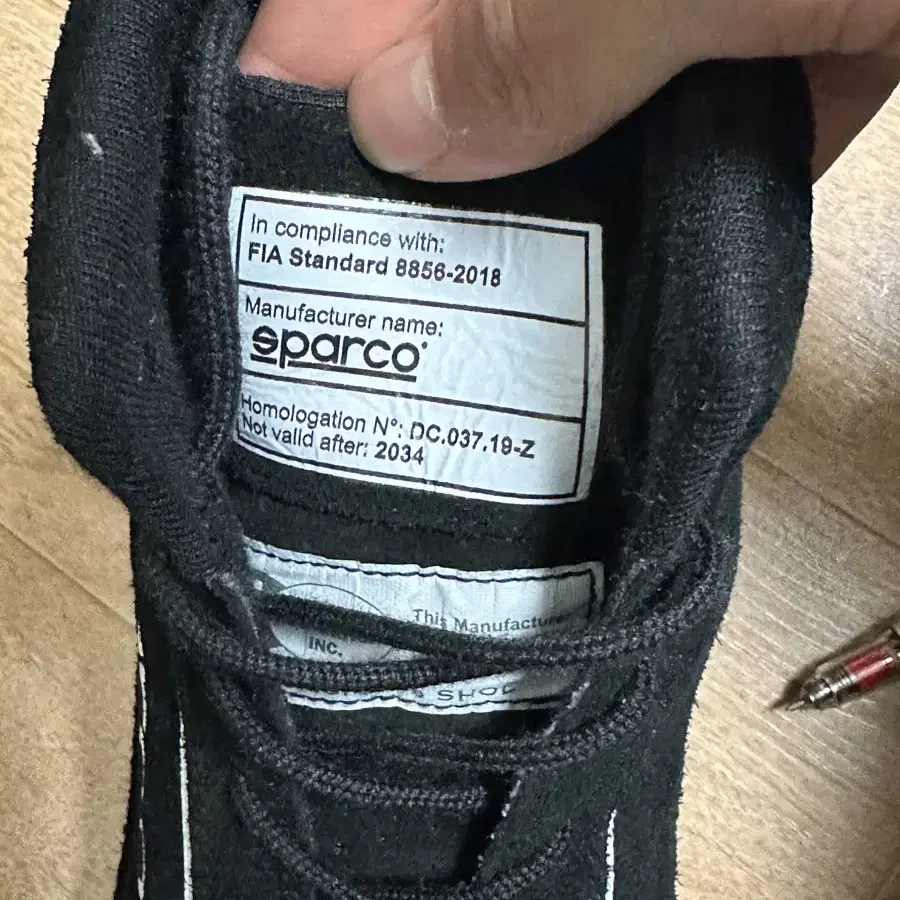 In compliance with:
FIA Standard 8856-2018
Manufacturer name:
sparco
Homologation N°: DC.037.19-Z
Not valid after: 2034
This Manufacturer
INC.